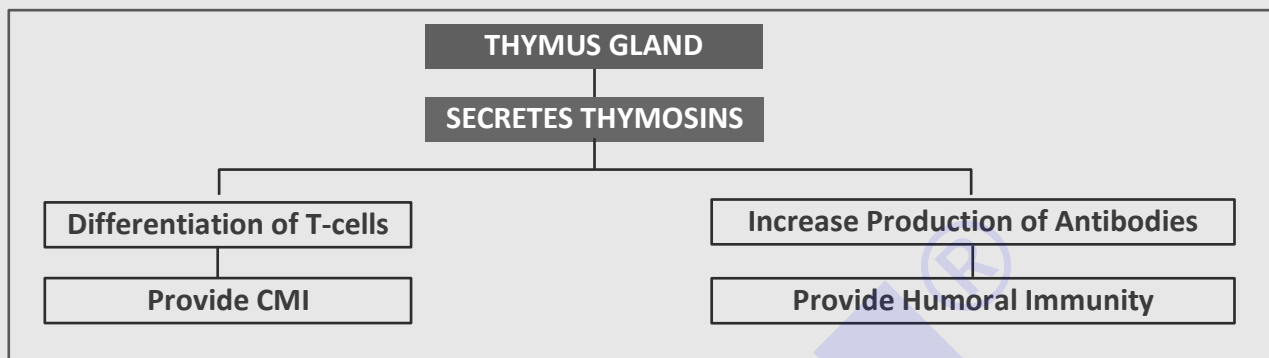 THYMUS GLAND
SECRETES THYMOSINS
Differentiation of T-cells
Increase Production of Antibodies
Provide CMI
Provide Humoral Immunity
®